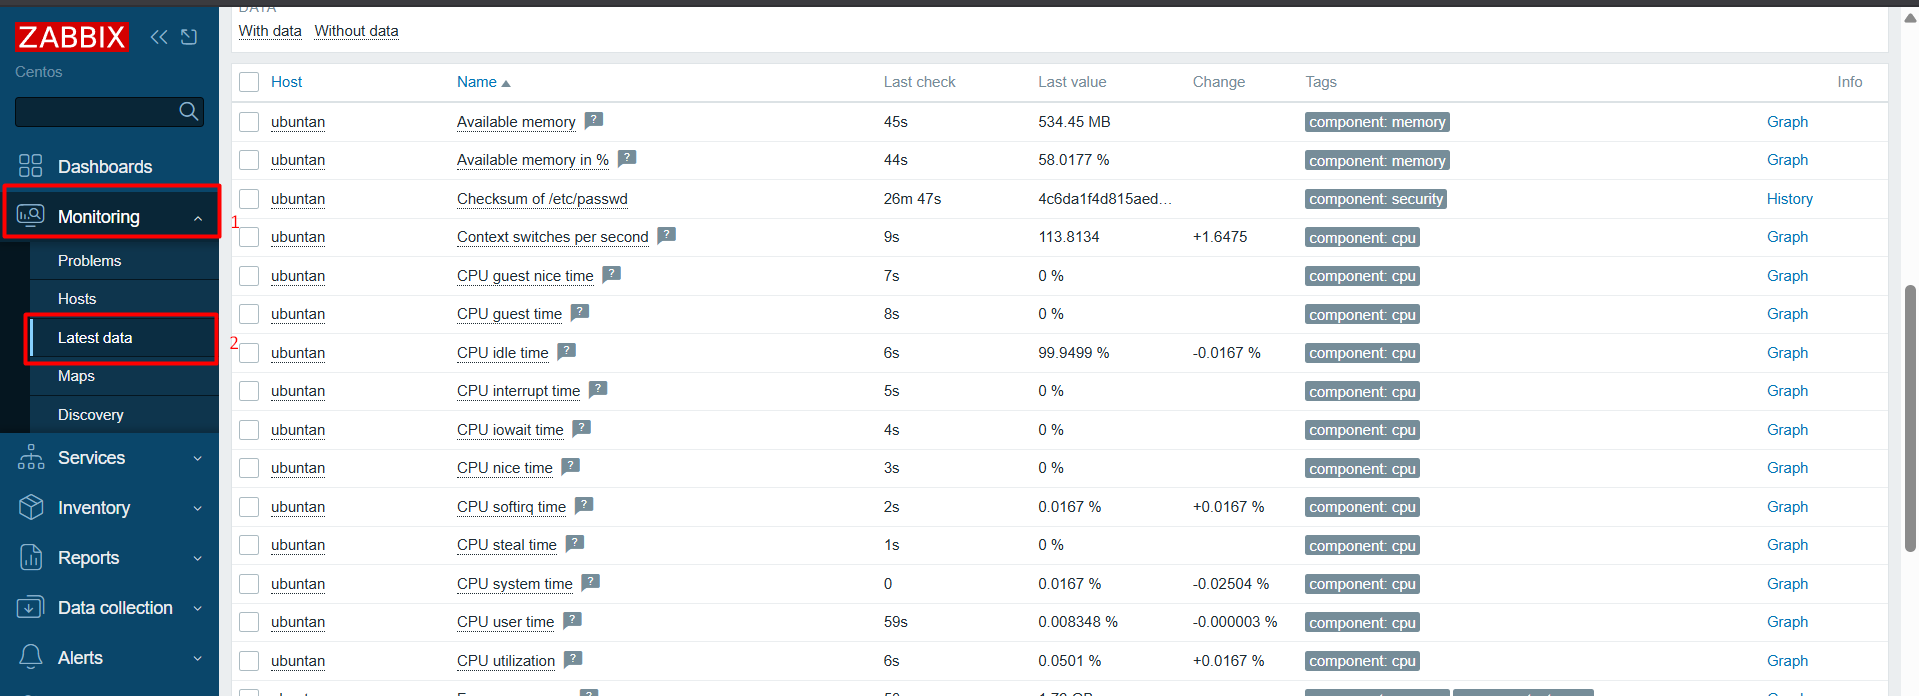 DATA
With data Without data
ZABBIX
Centos
Dashboards
Monitoring
1
Problems
Hosts
Latest data
2
Maps
Discovery
Services
Inventory
Reports
Data collection
Alerts
Host Name Last check Last value Change Tags Info
ubuntan Available memory ? 45s 534.45 MB component: memory Graph
ubuntan Available memory in % ? 44s 58.0177 % component: memory Graph
ubuntan Checksum of /etc/passwd 26m 47s 4c6da1f4d815aed... component: security History
ubuntan Context switches per second ? 9s 113.8134 +1.6475 component: cpu Graph
ubuntan CPU guest nice time ? 7s 0 % component: cpu Graph
ubuntan CPU guest time ? 8s 0 % component: cpu Graph
ubuntan CPU idle time ? 6s 99.9499 % -0.0167 % component: cpu Graph
ubuntan CPU interrupt time ? 5s 0 % component: cpu Graph
ubuntan CPU iowait time ? 4s 0 % component: cpu Graph
ubuntan CPU nice time ? 3s 0 % component: cpu Graph
ubuntan CPU softirq time ? 2s 0.0167 % +0.0167 % component: cpu Graph
ubuntan CPU steal time ? 1s 0 % component: cpu Graph
ubuntan CPU system time ? 0 0.0167 % -0.02504 % component: cpu Graph
ubuntan CPU user time ? 59s 0.008348 % -0.000003 % component: cpu Graph
ubuntan CPU utilization ? 6s 0.0501 % +0.0167 % component: cpu Graph